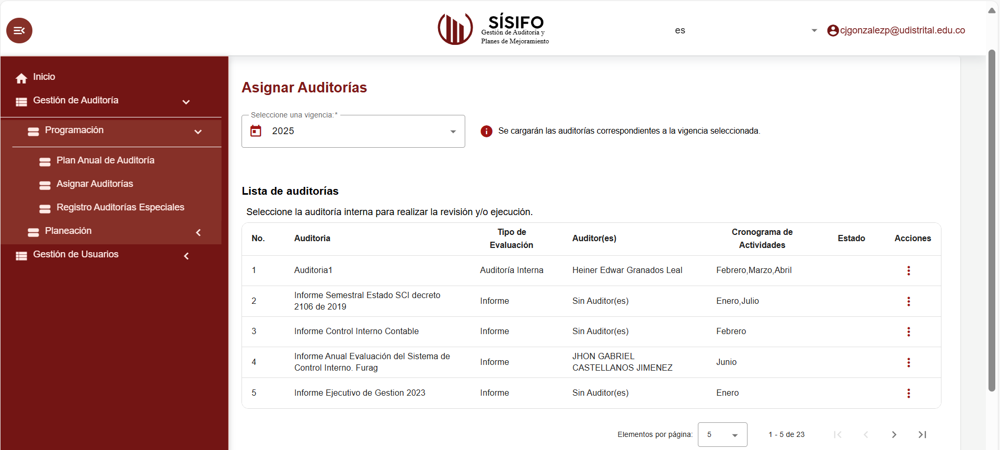 SÍSIFO
Gestión de Auditoría y
Planes de Mejoramiento
es
cjgonzalezp@udistrital.edu.co
Inicio
Gestión de Auditoría
Programación
Plan Anual de Auditoría
Asignar Auditorías
Registro Auditorías Especiales
Planeación
Gestión de Usuarios
Asignar Auditorías
Seleccione una vigencia:*
2025
Se cargarán las auditorías correspondientes a la vigencia seleccionada.
Lista de auditorías
Seleccione la auditoría interna para realizar la revisión y/o ejecución.
No. Auditoria Tipo de Evaluación Auditor(es) Cronograma de Actividades Estado Acciones
1 Auditoria1 Auditoría Interna Heiner Edwar Granados Leal Febrero,Marzo,Abril
2 Informe Semestral Estado SCI decreto 2106 de 2019 Informe Sin Auditor(es) Enero,Julio
3 Informe Control Interno Contable Informe Sin Auditor(es) Febrero
4 Informe Anual Evaluación del Sistema de Control Interno. Furag Informe JHON GABRIEL CASTELLANOS JIMENEZ Junio
5 Informe Ejecutivo de Gestion 2023 Informe Sin Auditor(es) Enero
Elementos por página: 5 1 - 5 de 23